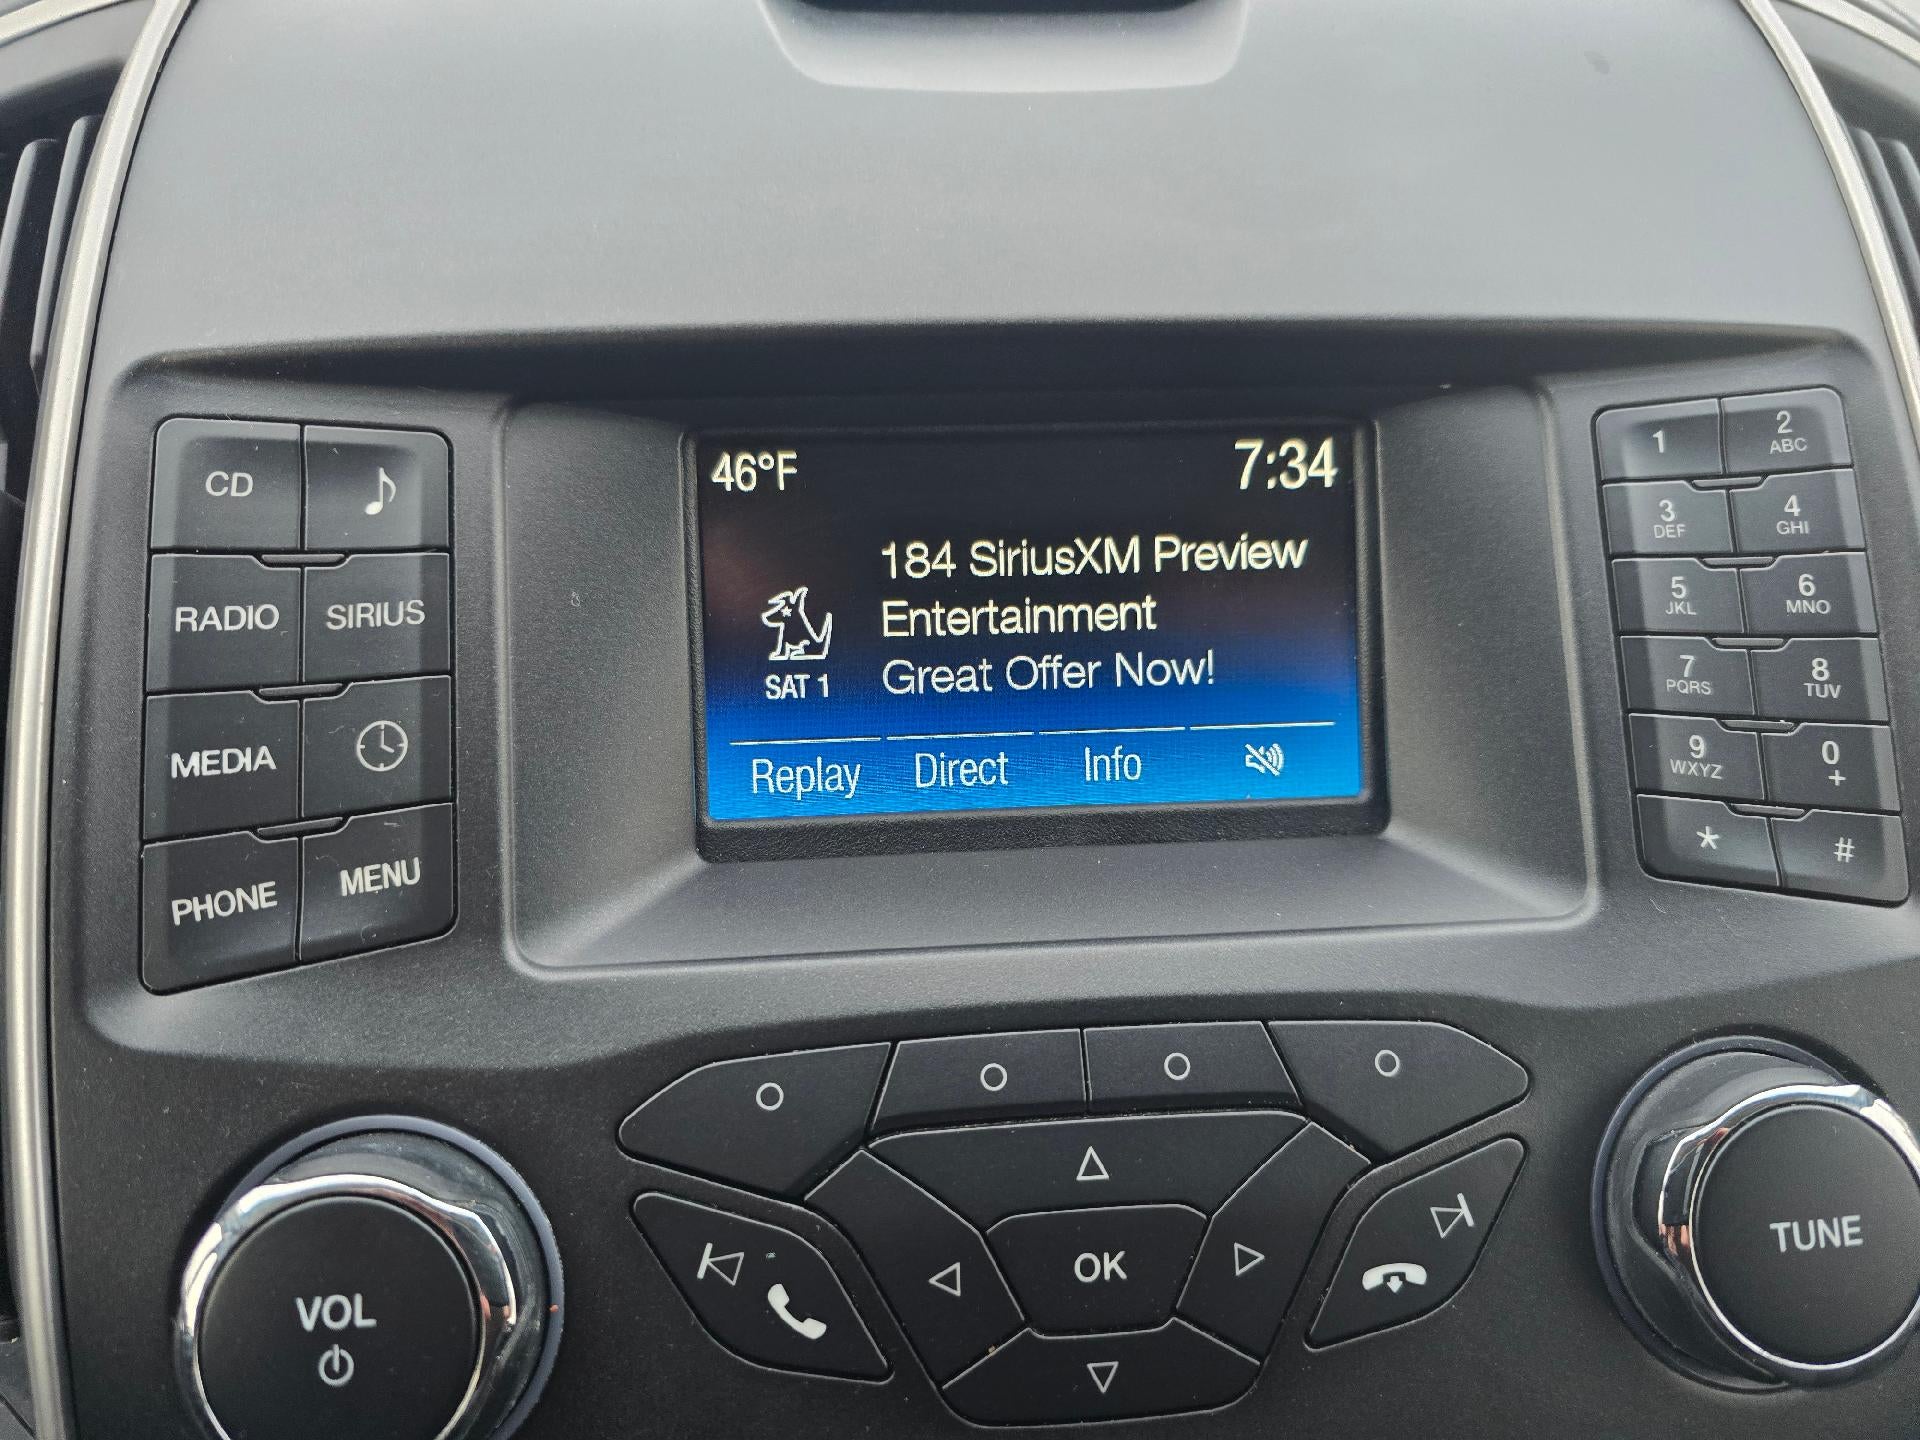 46°F 7:34
184 SiriusXM Preview
Entertainment
Great Offer Now!
SAT 1
Replay Direct Info
CD
RADIO SIRIUS
MEDIA
PHONE MENU
1 2 ABC
3 DEF 4 GHI
5 JKL 6 MNO
7 PQRS 8 TUV
9 WXYZ 0 +
* #
VOL
OK
TUNE